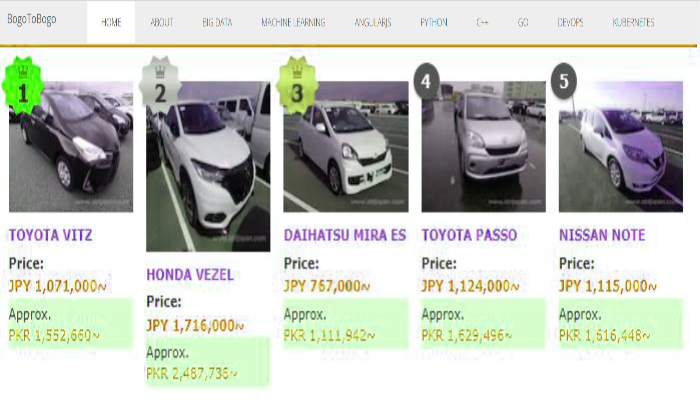 BogoToBogo
HOME ABOUT BIG DATA MACHINE LEARNING ANGULARJS PYTHON C++ GO DEVOPS KUBERNETES
1
TOYOTA VITZ
Price:
JPY 1,071,000~
Approx.
PKR 1,552,660~
2
HONDA VEZEL
Price:
JPY 1,716,000~
Approx.
PKR 2,487,736~
3
DAIHATSU MIRA ES
Price:
JPY 767,000~
Approx.
PKR 1,111,942~
4
TOYOTA PASSO
Price:
JPY 1,124,000~
Approx.
PKR 1,629,496~
5
NISSAN NOTE
Price:
JPY 1,115,000~
Approx.
PKR 1,616,448~